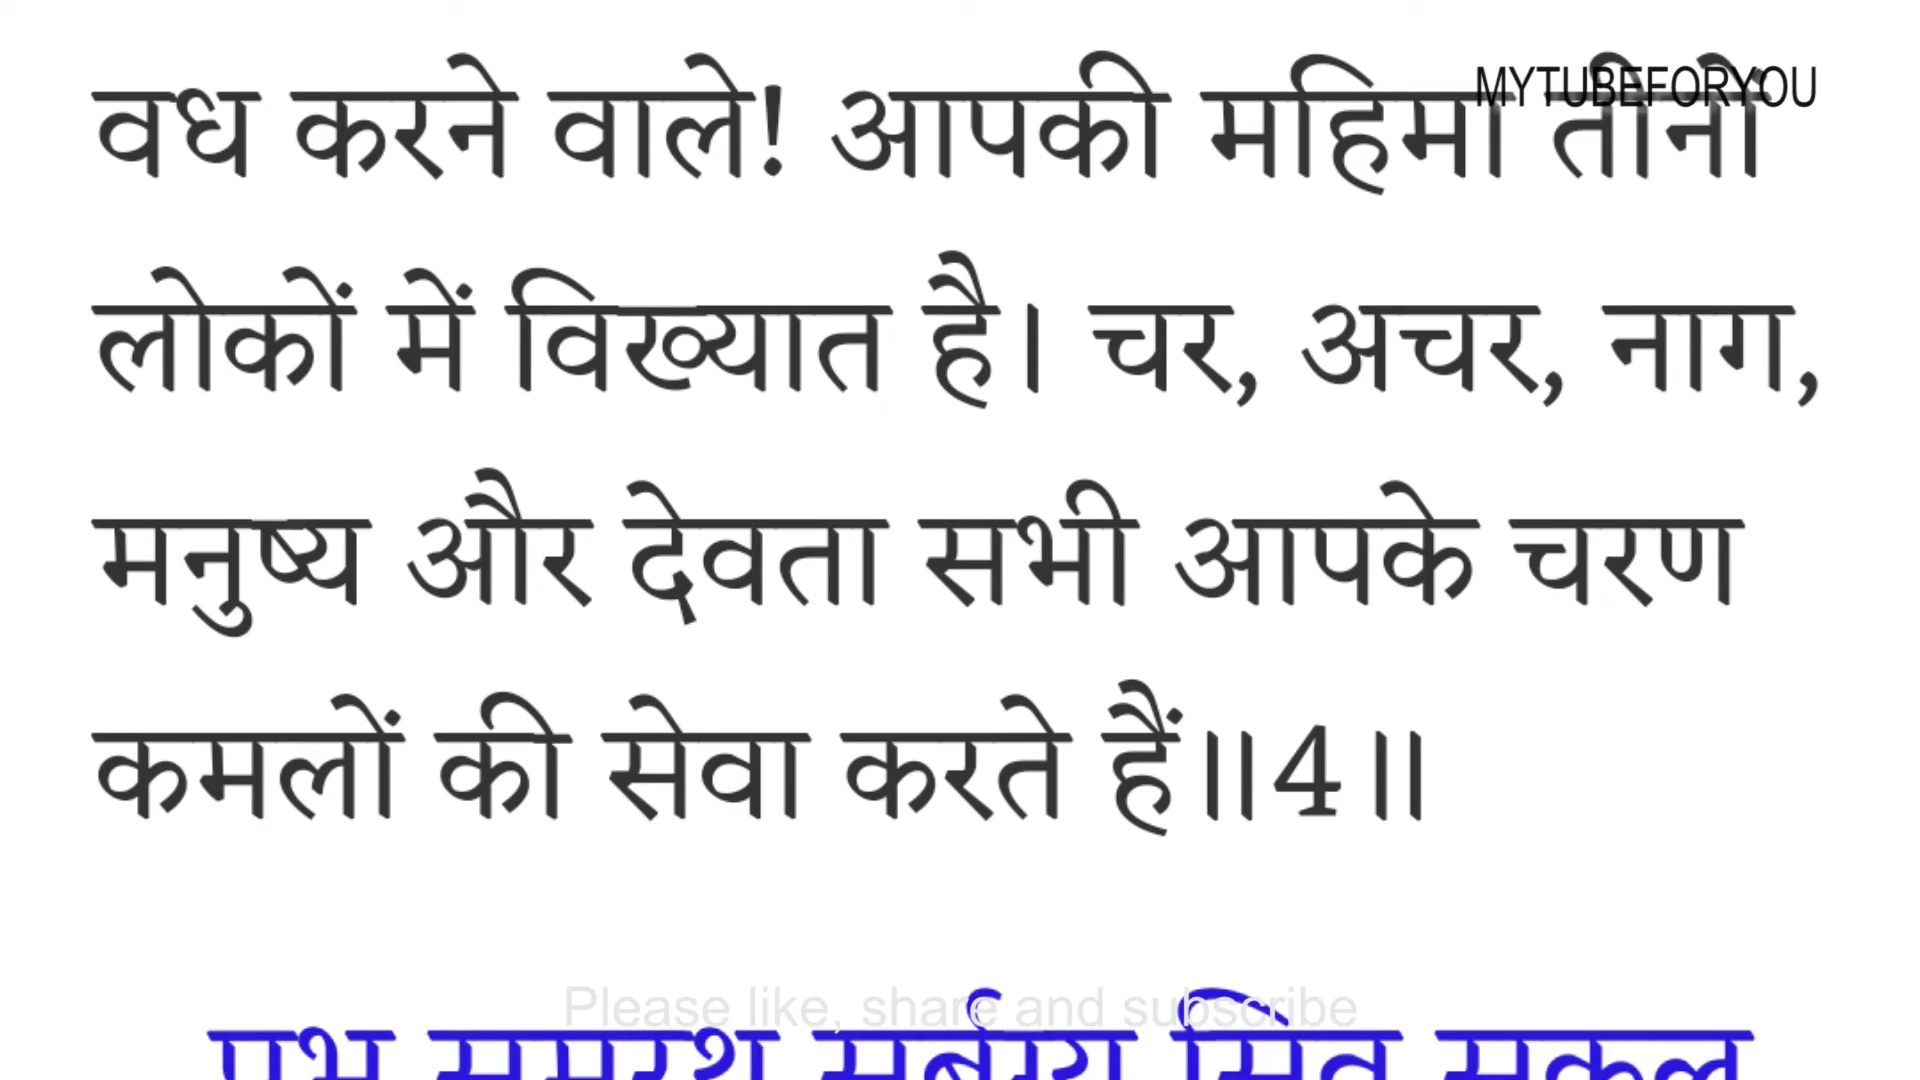 वध करने वाले! आपकी महिमा तीनों
MYTUBEFORYOU
लोकों में विख्यात है। चर, अचर, नाग,
मनुष्य और देवता सभी आपके चरण
कमलों की सेवा करते हैं॥4॥
Please like, share and subscribe